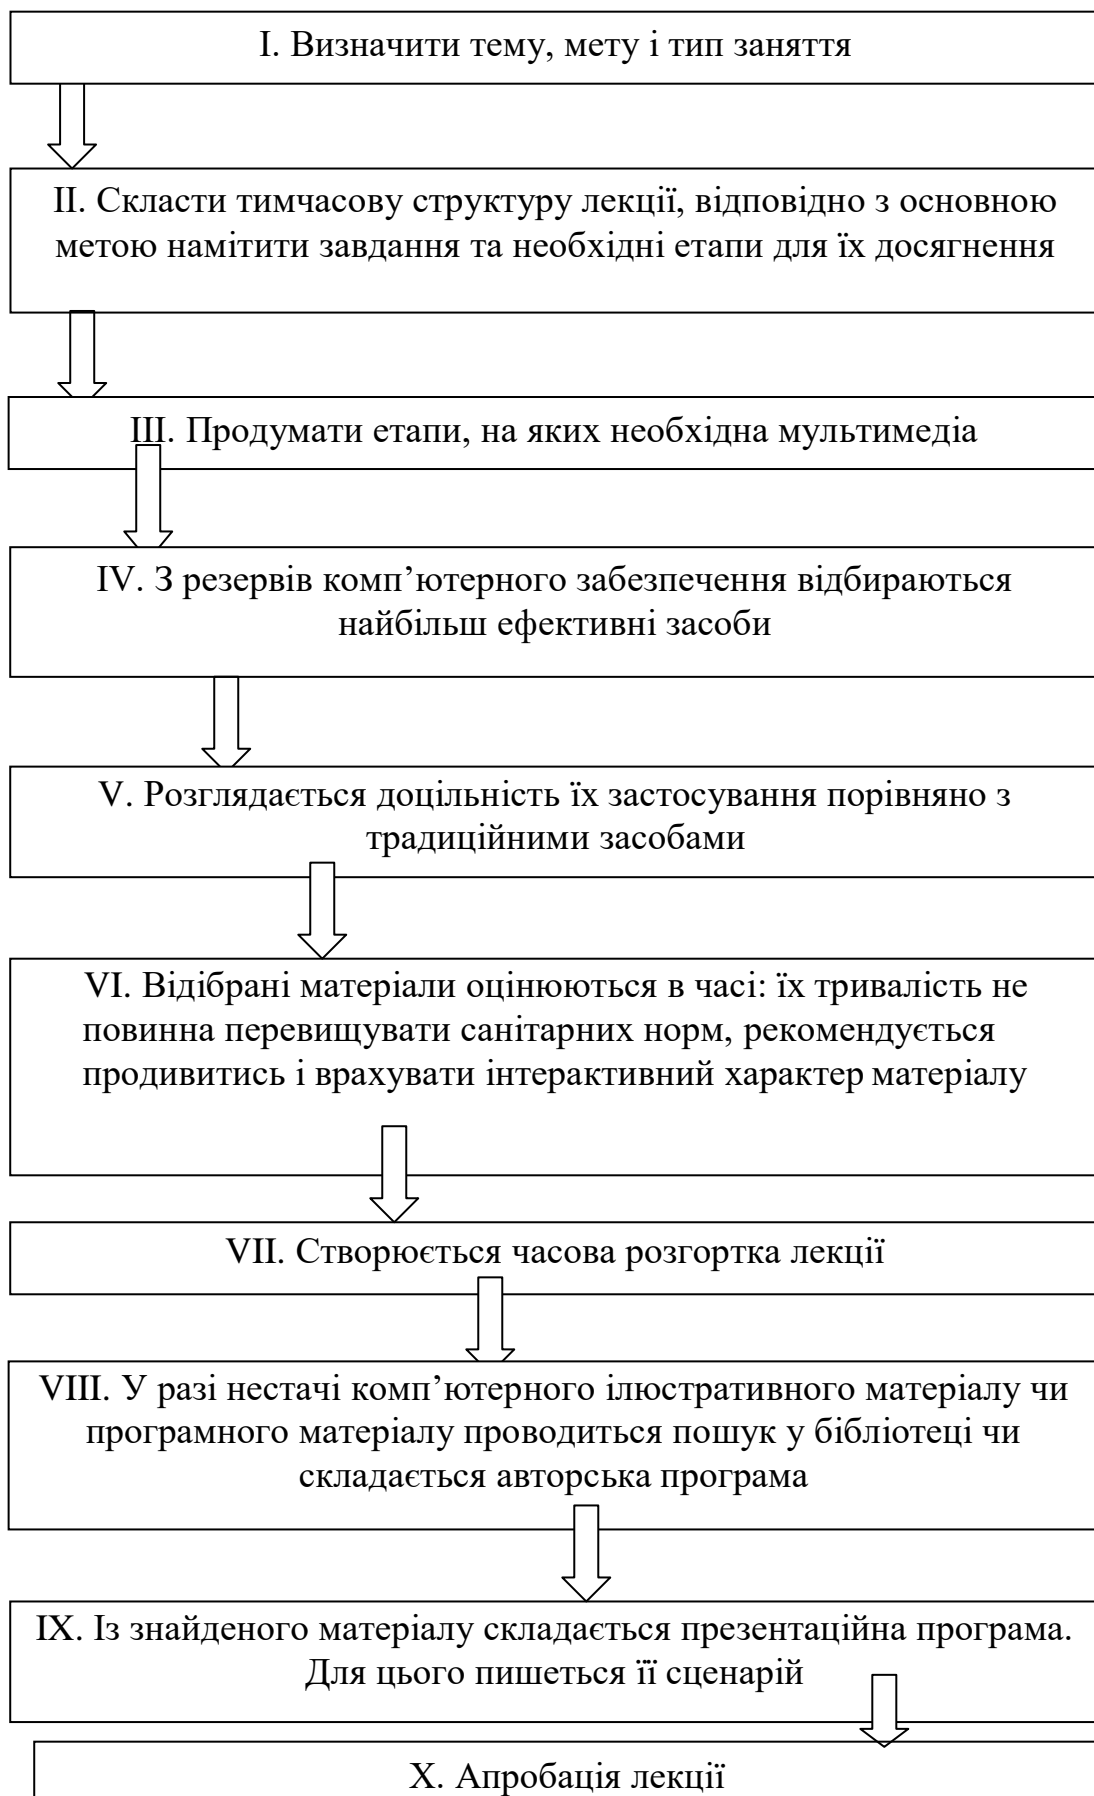 І. Визначити тему, мету і тип заняття
ІІ. Скласти тимчасову структуру лекції, відповідно з основною
метою намітити завдання та необхідні етапи для їх досягнення
ІІІ. Продумати етапи, на яких необхідна мультимедіа
IV. З резервів комп’ютерного забезпечення відбираються
найбільш ефективні засоби
V. Розглядається доцільність їх застосування порівняно з
традиційними засобами
VI. Відібрані матеріали оцінюються в часі: їх тривалість не
повинна перевищувати санітарних норм, рекомендується
продивитись і врахувати інтерактивний характер матеріалу
VII. Створюється часова розгортка лекції
VIII. У разі нестачі комп’ютерного ілюстративного матеріалу чи
програмного матеріалу проводиться пошук у бібліотеці чи
складається авторська програма
IX. Із знайденого матеріалу складається презентаційна програма.
Для цього пишеться її сценарій
X. Апробація лекції